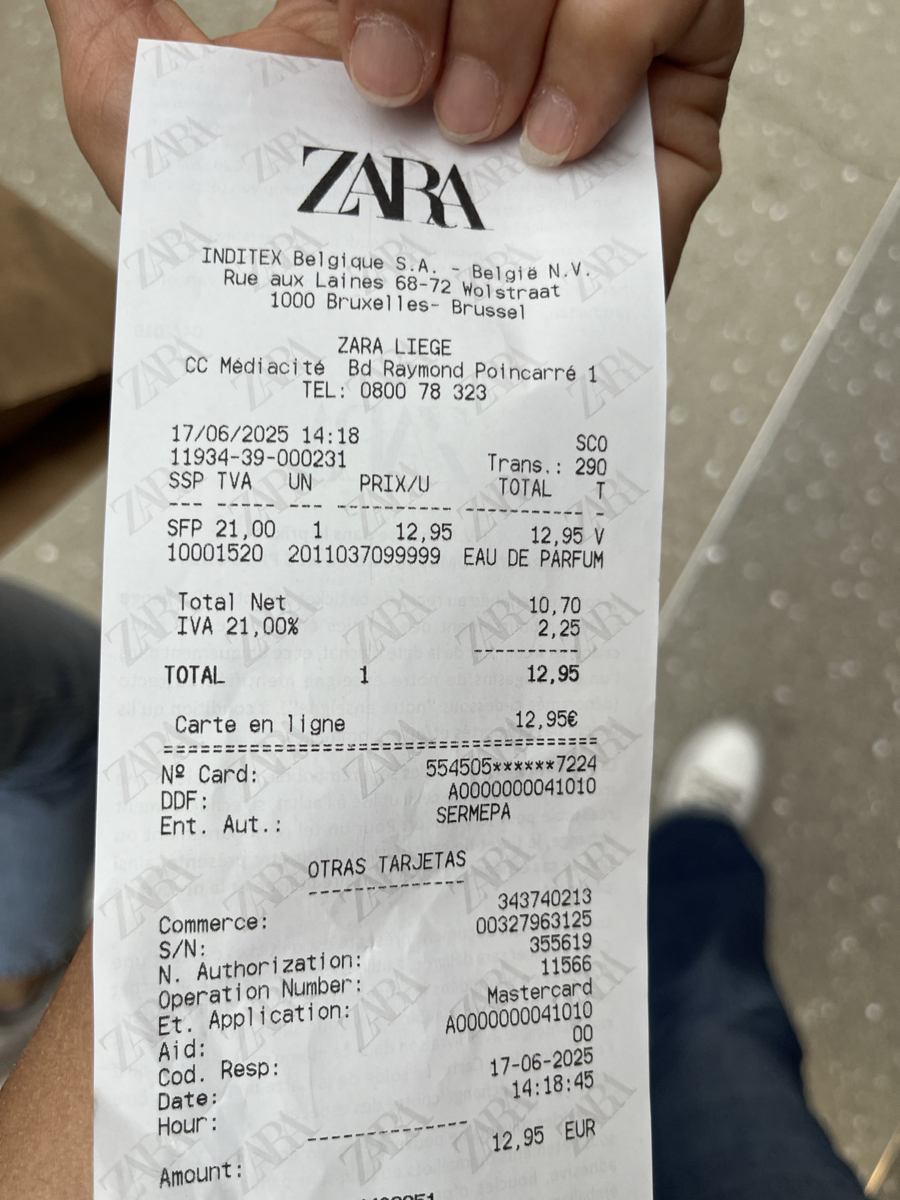 ZARA
INDITEX Belgique S.A. - België N.V.
Rue aux Laines 68-72 Wolstraat
1000 Bruxelles- Brussel
ZARA LIEGE
CC Médiacité Bd Raymond Poincarré 1
TEL: 0800 78 323
17/06/2025 14:18 SCO
11934-39-000231 Trans.: 290
SSP TVA UN PRIX/U TOTAL T
--- ----- --- ---------- ------------ -
SFP 21,00 1 12,95 12,95 V
10001520 2011037099999 EAU DE PARFUM
Total Net 10,70
IVA 21,00% 2,25
----------
TOTAL 1 12,95
Carte en ligne 12,95€
==========================================
Nº Card: 554505******7224
DDF: A0000000041010
Ent. Aut.: SERMEPA
OTRAS TARJETAS
---------------
Commerce: 343740213
S/N: 00327963125
N. Authorization: 355619
Operation Number: 11566
Et. Application: Mastercard
Aid: A0000000041010
Cod. Resp: 00
Date: 17-06-2025
Hour: 14:18:45
---------------
Amount: 12,95 EUR